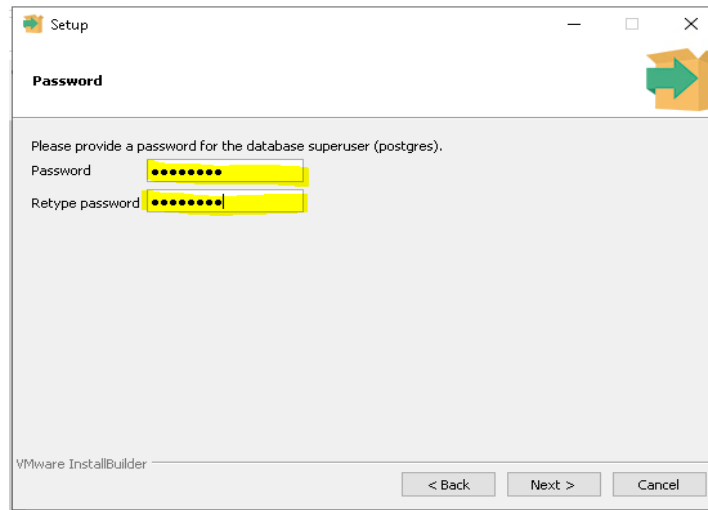 Setup
Password
Please provide a password for the database superuser (postgres).
Password ••••••••
Retype password ••••••••
VMware InstallBuilder
< Back Next > Cancel